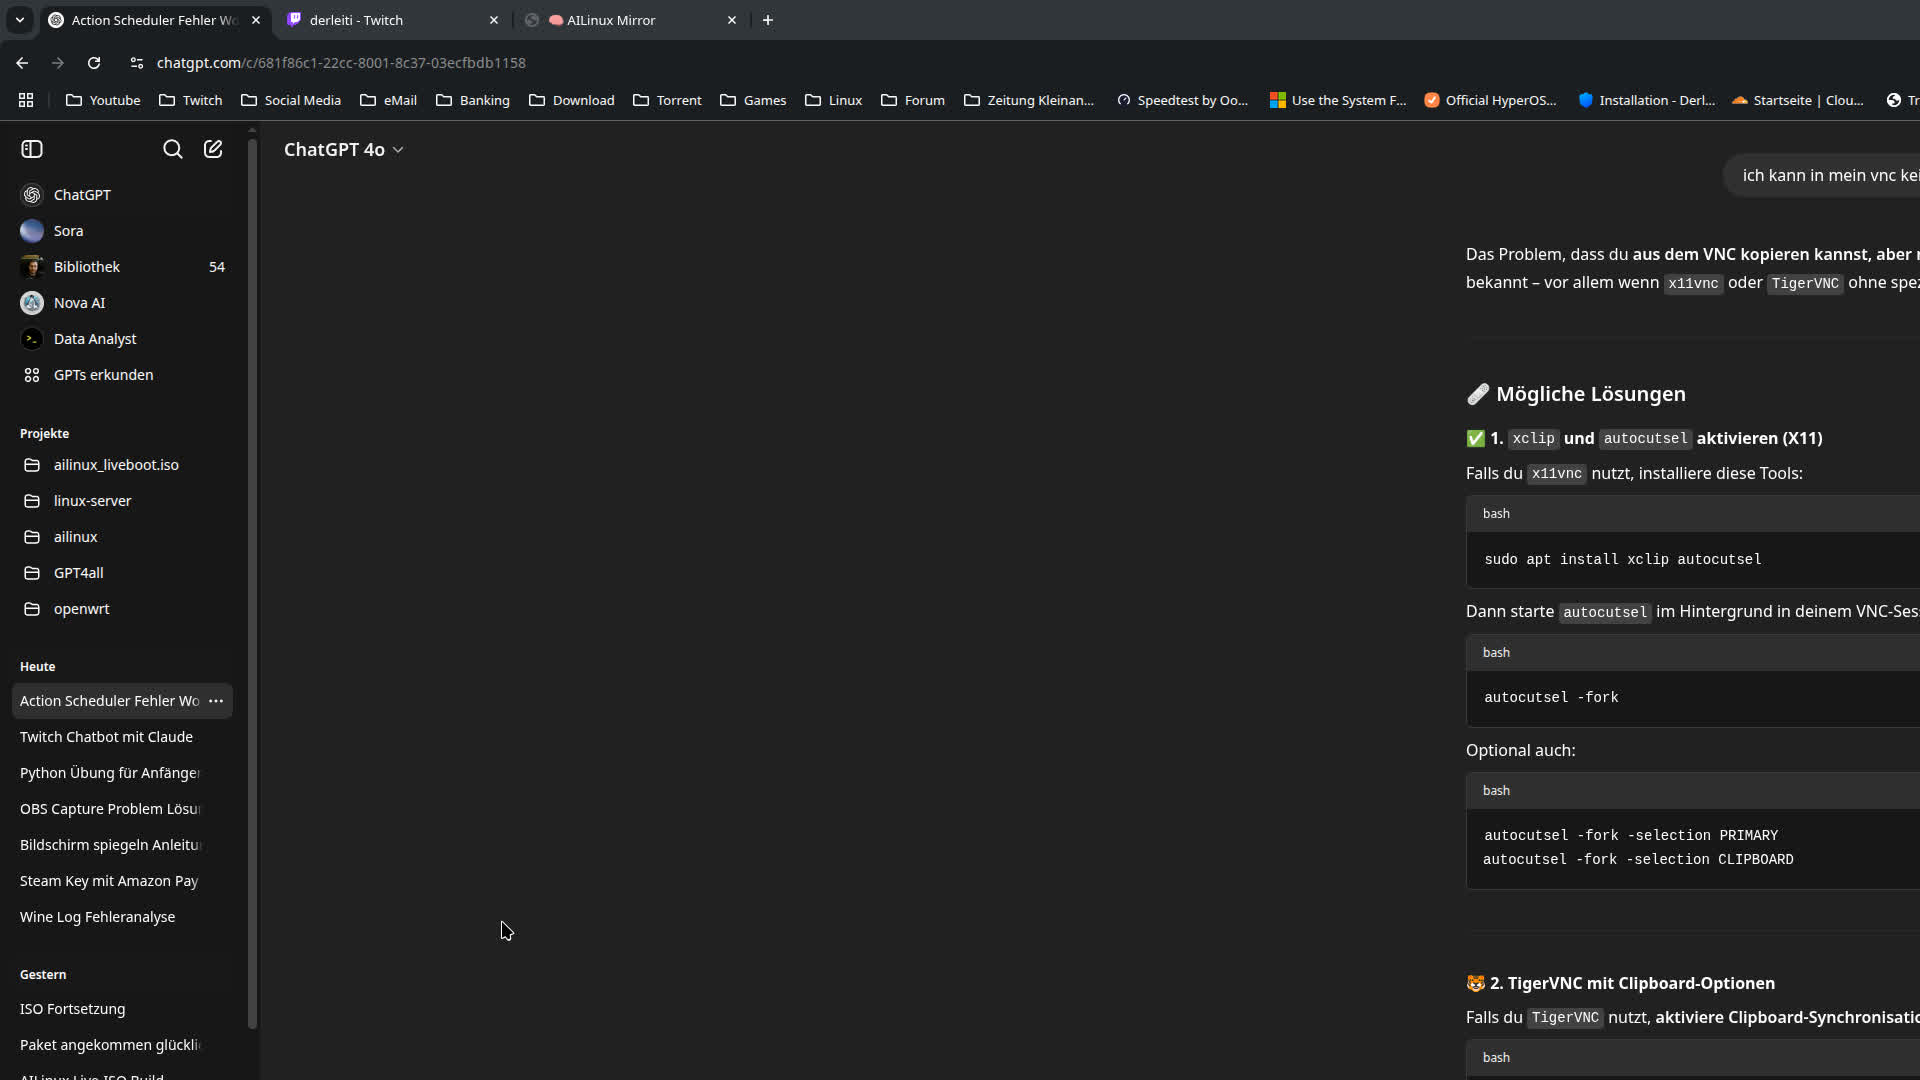 Action Scheduler Fehler Wo
derleiti - Twitch
AILinux Mirror
chatgpt.com/c/681f86c1-22cc-8001-8c37-03ecfbdb1158
Youtube
Twitch
Social Media
eMail
Banking
Download
Torrent
Games
Linux
Forum
Zeitung Kleinan...
Speedtest by Oo...
Use the System F...
Official HyperOS...
Installation - Derl...
Startseite | Clou...
Tr
ChatGPT
Sora
Bibliothek 54
Nova AI
Data Analyst
GPTs erkunden
Projekte
ailinux_liveboot.iso
linux-server
ailinux
GPT4all
openwrt
Heute
Action Scheduler Fehler Wo ...
Twitch Chatbot mit Claude
Python Übung für Anfänger
OBS Capture Problem Lösu
Bildschirm spiegeln Anleitu
Steam Key mit Amazon Pay
Wine Log Fehleranalyse
Gestern
ISO Fortsetzung
Paket angekommen glückli
AILinux Live ISO Build
ChatGPT 4o
ich kann in mein vnc kei
Das Problem, dass du aus dem VNC kopieren kannst, aber
bekannt – vor allem wenn x11vnc oder TigerVNC ohne spez
Mögliche Lösungen
✅ 1. xclip und autocutsel aktivieren (X11)
Falls du x11vnc nutzt, installiere diese Tools:
bash
sudo apt install xclip autocutsel
Dann starte autocutsel im Hintergrund in deinem VNC-Ses
bash
autocutsel -fork
Optional auch:
bash
autocutsel -fork -selection PRIMARY
autocutsel -fork -selection CLIPBOARD
🐯 2. TigerVNC mit Clipboard-Optionen
Falls du TigerVNC nutzt, aktiviere Clipboard-Synchronisatio
bash